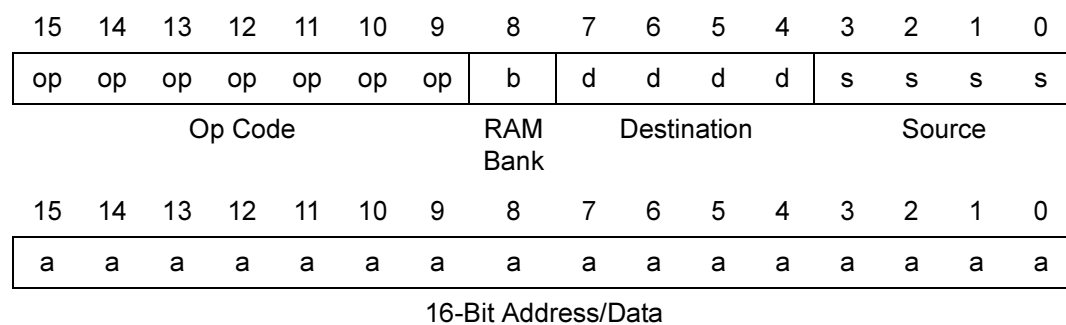 15 14 13 12 11 10 9 8 7 6 5 4 3 2 1 0
op op op op op op op b d d d d s s s s
Op Code RAM Destination Source
Bank
15 14 13 12 11 10 9 8 7 6 5 4 3 2 1 0
a a a a a a a a a a a a a a a a
16-Bit Address/Data